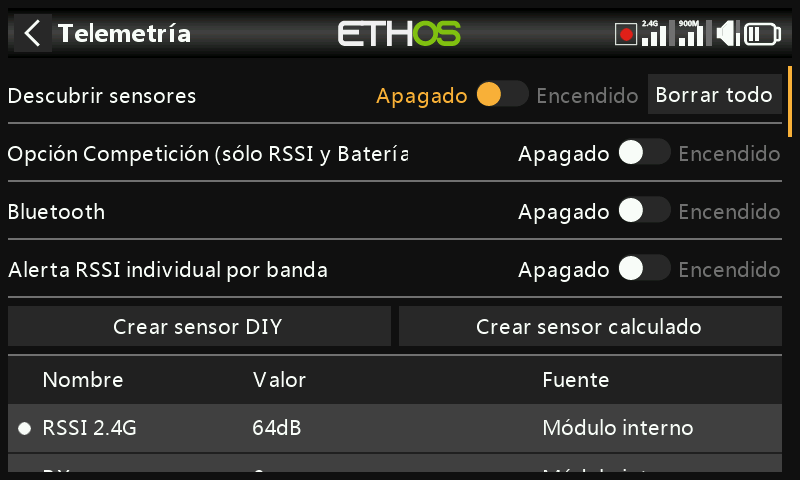 Telemetría
ETHOS
2.4G
900M
Descubrir sensores Apagado Encendido Borrar todo
Opción Competición (sólo RSSI y Batería Apagado Encendido
Bluetooth Apagado Encendido
Alerta RSSI individual por banda Apagado Encendido
Crear sensor DIY Crear sensor calculado
Nombre Valor Fuente
RSSI 2.4G 64dB Módulo interno